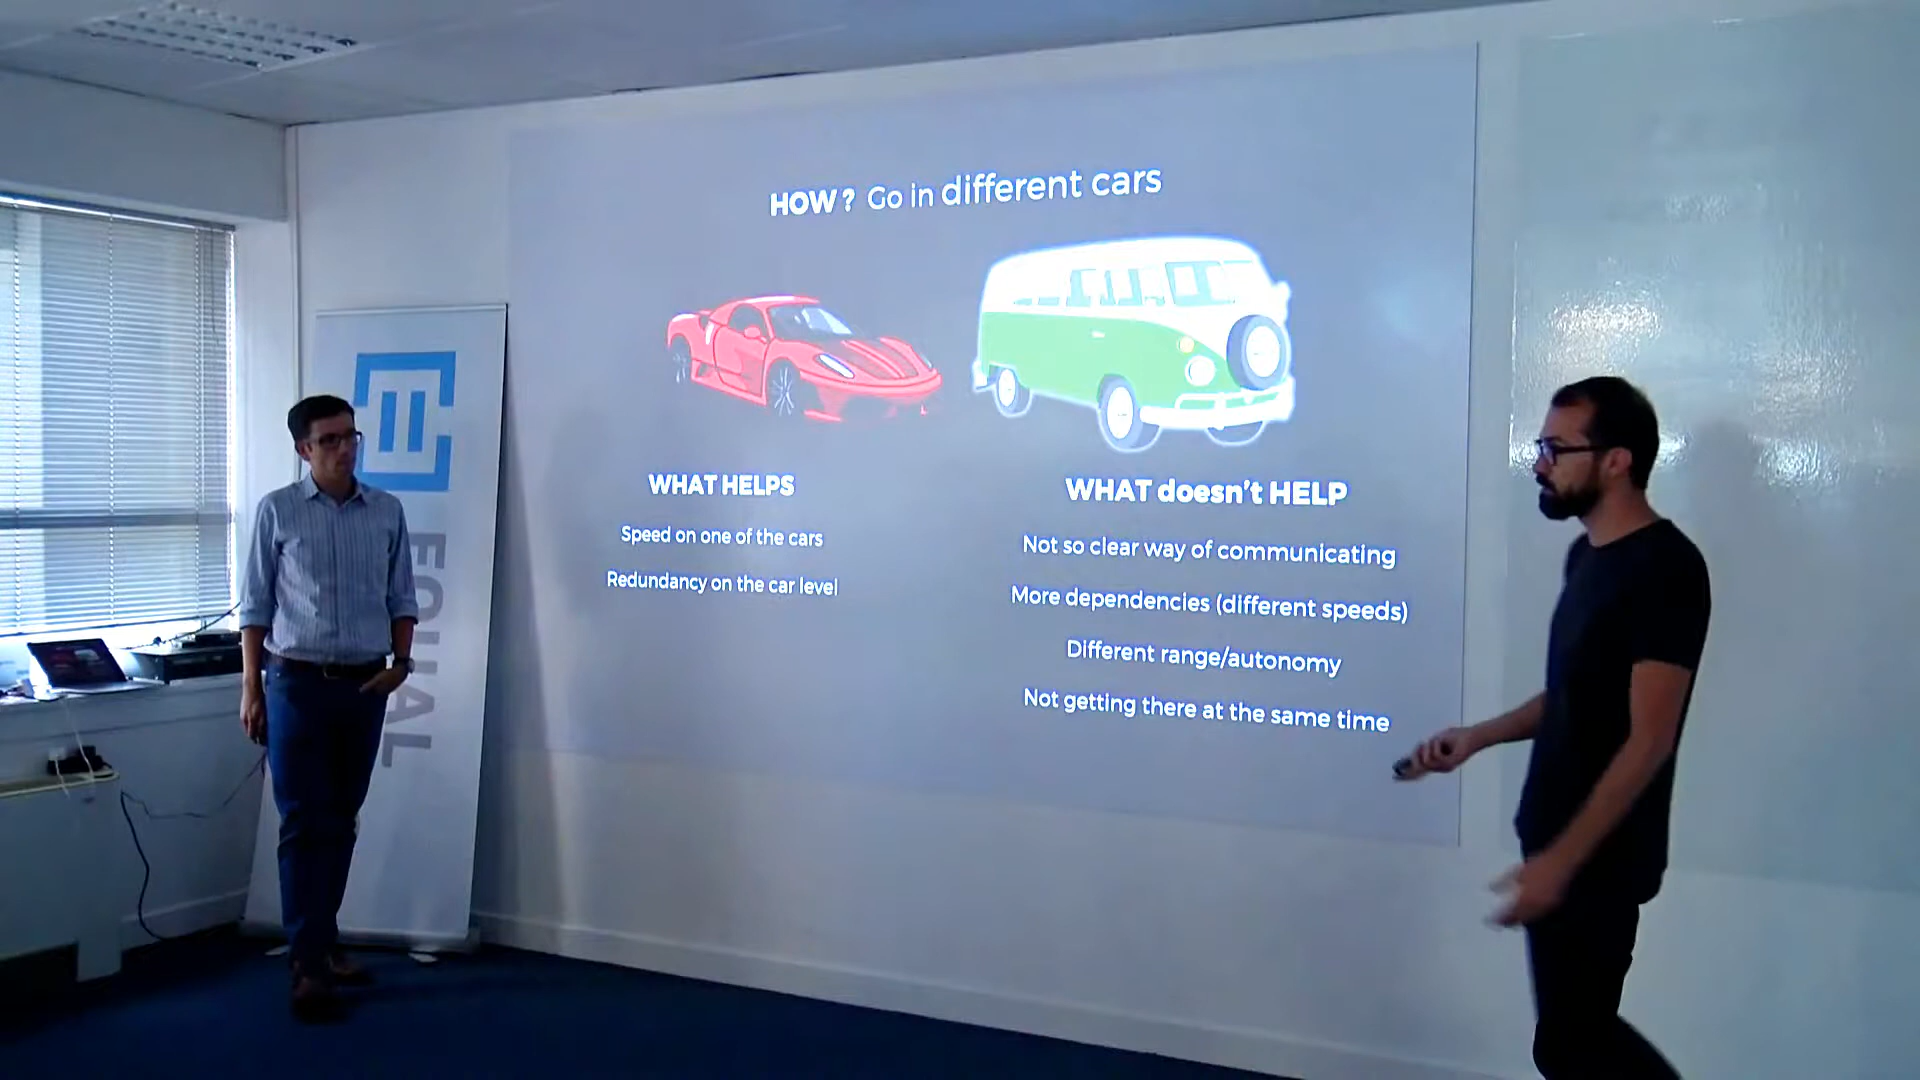 HOW? Go in different cars
WHAT HELPS
Speed on one of the cars
Redundancy on the car level
WHAT doesn't HELP
Not so clear way of communicating
More dependencies (different speeds)
Different range/autonomy
Not getting there at the same time
EQUAL